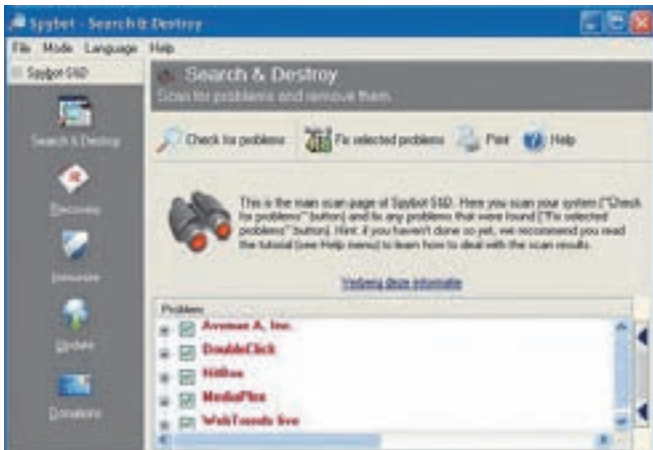 Spybot - Search & Destroy
File Mode Language Help
Spybot-S&D
Search & Destroy
Recovery
Immunize
Update
Donations
Search & Destroy
Scan for problems and remove them.
Check for problems Fix selected problems Print Help
This is the main scan page of Spybot-S&D. Here you scan your system ("Check
for problems" button) and fix any problems that were found ("Fix selected
problems" button). Hint: if you haven't done so yet, we recommend you read
the tutorial (see Help menu) to learn how to deal with the scan results.
Verberg deze informatie
Problem
Avenue A, Inc.
DoubleClick
HitBox
MediaPlex
WebTrends live